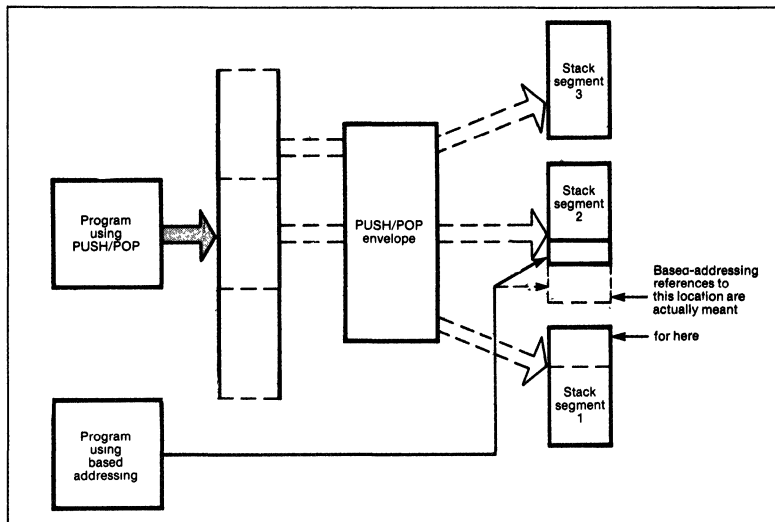 Stack
segment
3
Program
using
PUSH/POP
PUSH/POP
envelope
Stack
segment
2
Based-addressing
references to
this location are
actually meant
for here
Stack
segment
1
Program
using
based
addressing